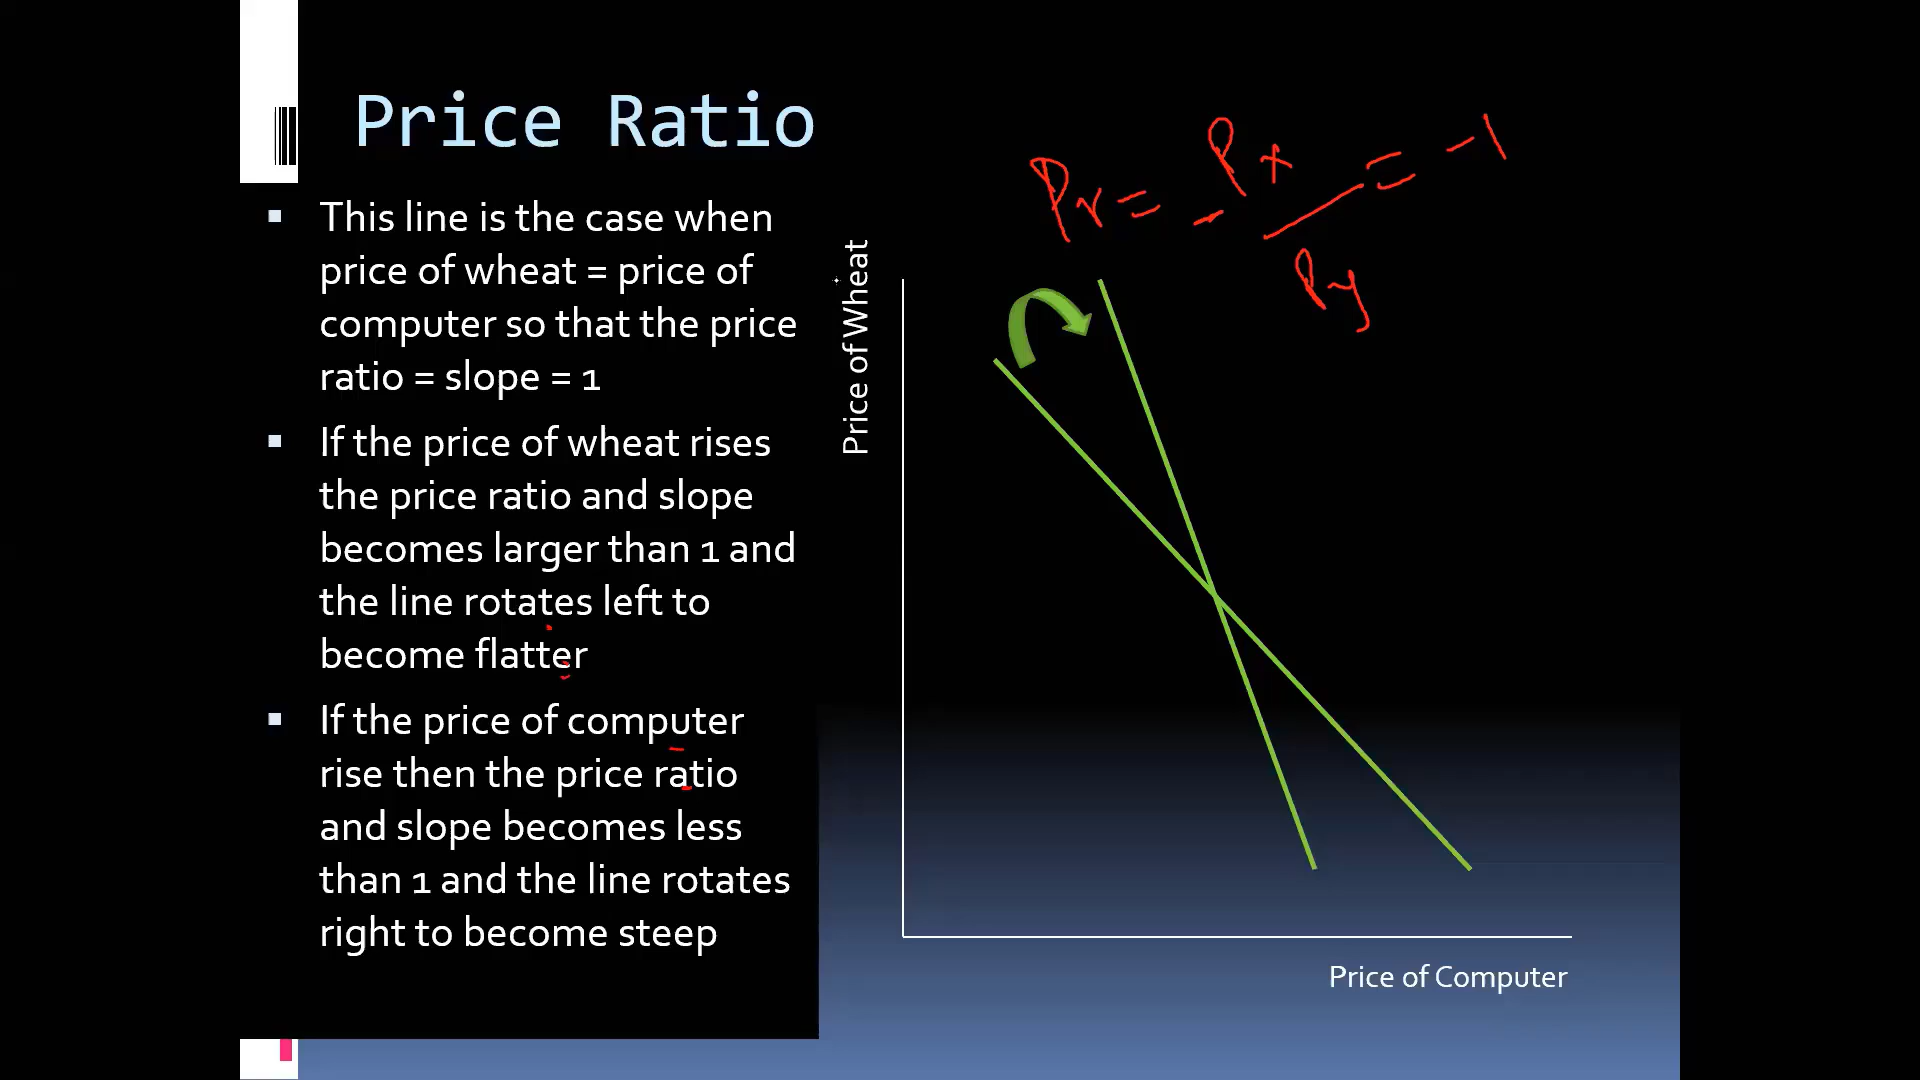 Price Ratio
This line is the case when
price of wheat = price of
computer so that the price
ratio = slope = 1
If the price of wheat rises
the price ratio and slope
becomes larger than 1 and
the line rotates left to
become flatter
If the price of computer
rise then the price ratio
and slope becomes less
than 1 and the line rotates
right to become steep
Pr = - Px / Py = -1
Price of Wheat
Price of Computer